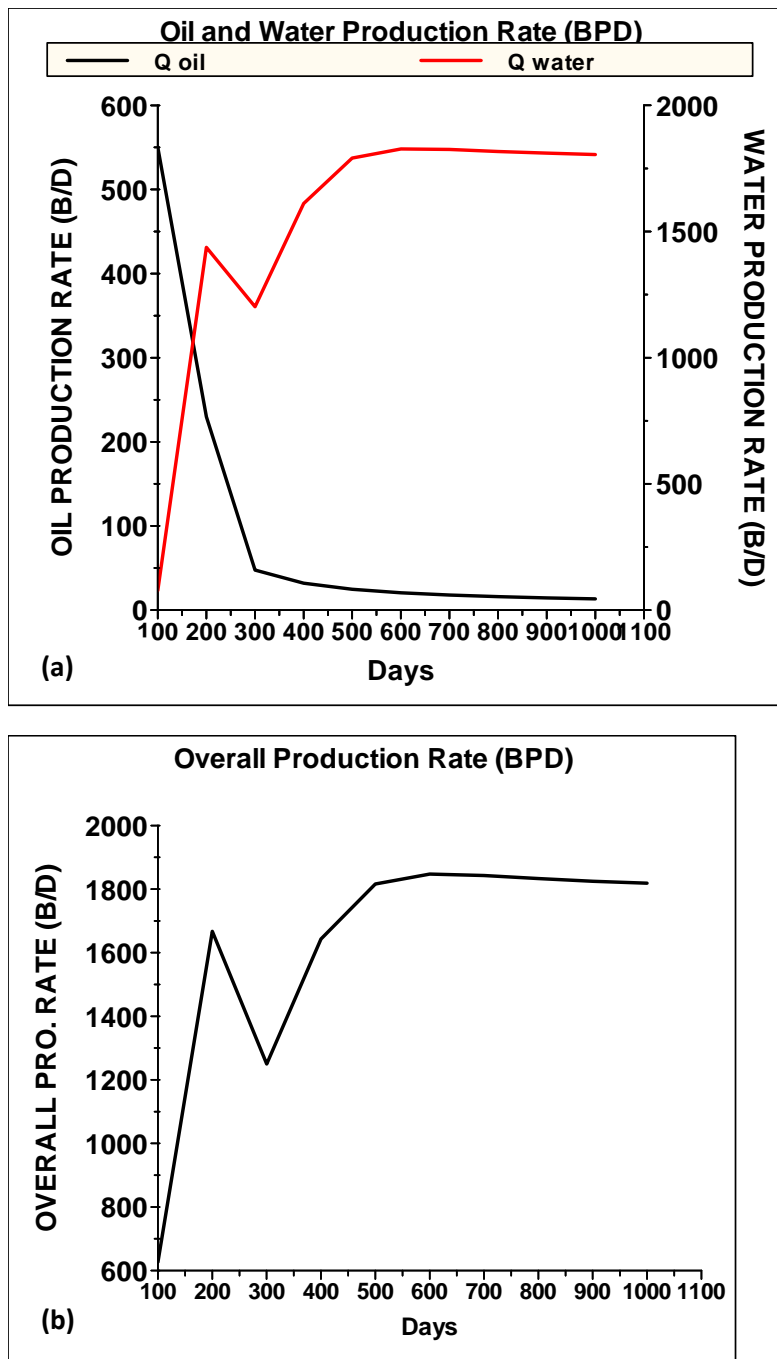 Oil and Water Production Rate (BPD)
Q oil Q water
OIL PRODUCTION RATE (B/D)
600
500
400
300
200
100
0
2000
1500
1000
500
0
WATER PRODUCTION RATE (B/D)
100 200 300 400 500 600 700 800 900 1000 1100
Days
(a)
Overall Production Rate (BPD)
OVERALL PRO. RATE (B/D)
2000
1800
1600
1400
1200
1000
800
600
100 200 300 400 500 600 700 800 900 1000 1100
Days
(b)